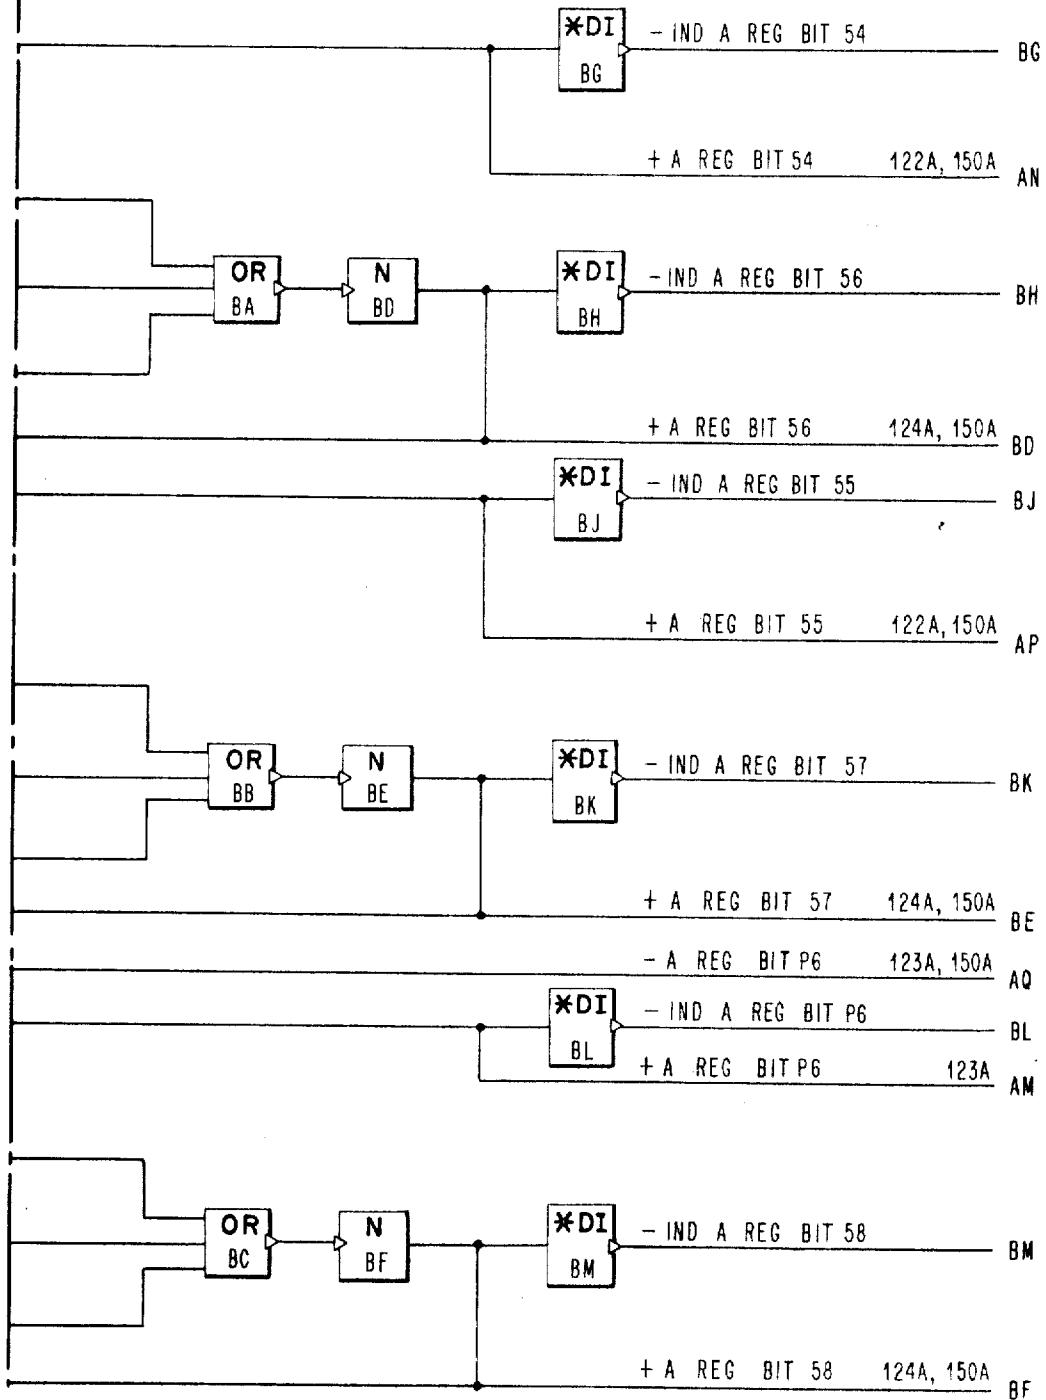 *DI - IND A REG BIT 54
BG BG
+ A REG BIT 54 122A, 150A AN
OR N *DI - IND A REG BIT 56
BA BD BH BH
+ A REG BIT 56 124A, 150A BD
*DI - IND A REG BIT 55
BJ BJ
+ A REG BIT 55 122A, 150A AP
OR N *DI - IND A REG BIT 57
BB BE BK BK
+ A REG BIT 57 124A, 150A BE
- A REG BIT P6 123A, 150A AQ
*DI - IND A REG BIT P6
BL BL
+ A REG BIT P6 123A AM
OR N *DI - IND A REG BIT 58
BC BF BM BM
+ A REG BIT 58 124A, 150A BF